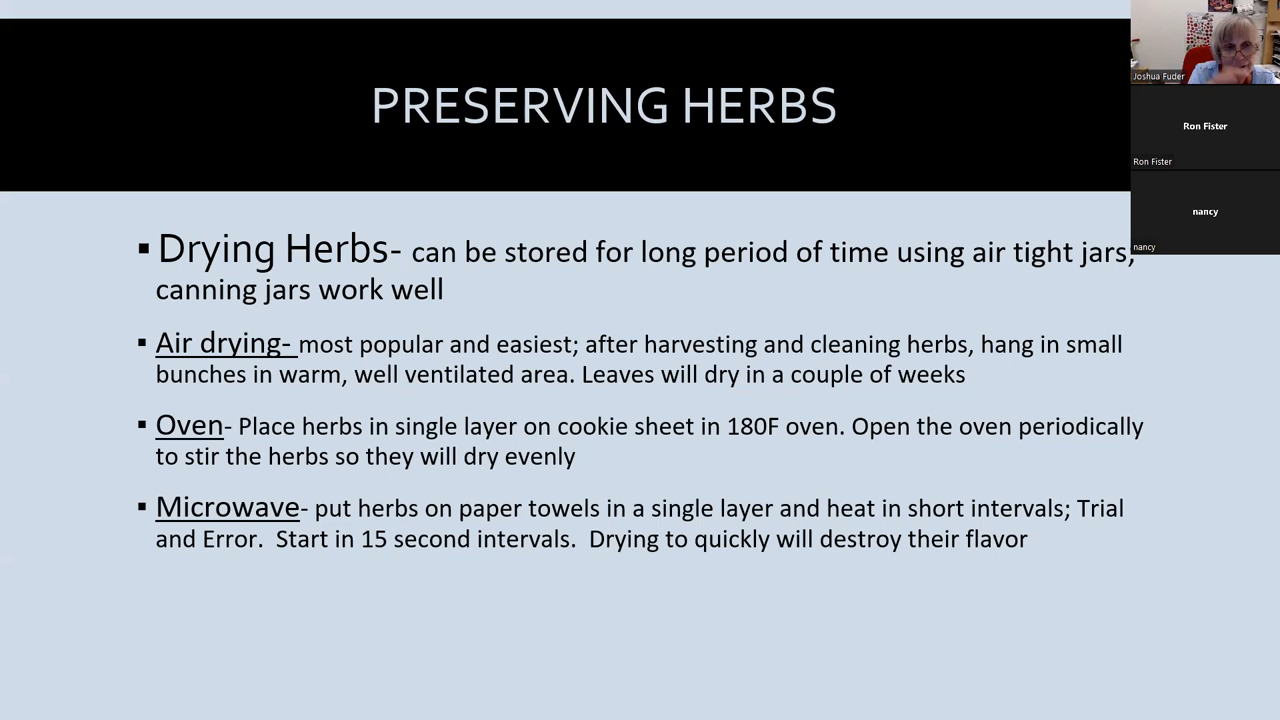 PRESERVING HERBS
Joshua Fuder
Ron Fister
Ron Fister
nancy
nancy
▪ Drying Herbs- can be stored for long period of time using air tight jars,
canning jars work well
▪ Air drying- most popular and easiest; after harvesting and cleaning herbs, hang in small
bunches in warm, well ventilated area. Leaves will dry in a couple of weeks
▪ Oven- Place herbs in single layer on cookie sheet in 180F oven. Open the oven periodically
to stir the herbs so they will dry evenly
▪ Microwave- put herbs on paper towels in a single layer and heat in short intervals; Trial
and Error.  Start in 15 second intervals.  Drying to quickly will destroy their flavor